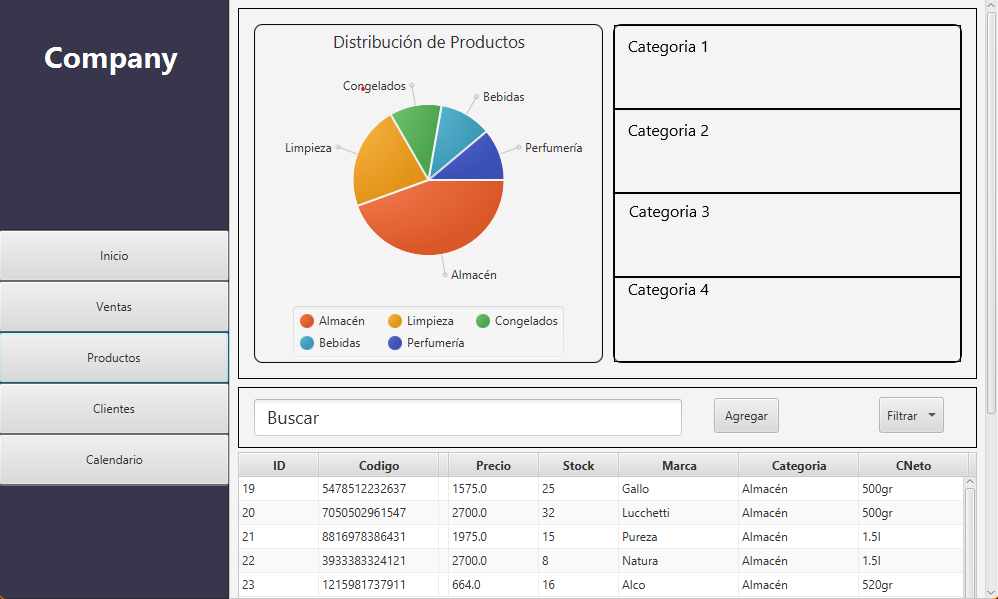 Company
Inicio
Ventas
Productos
Clientes
Calendario
Distribución de Productos
Congelados
Bebidas
Limpieza
Perfumería
Almacén
Almacén Limpieza Congelados
Bebidas Perfumería
Categoria 1
Categoria 2
Categoria 3
Categoria 4
Buscar Agregar Filtrar
ID Codigo Precio Stock Marca Categoria CNeto
19 5478512232637 1575.0 25 Gallo Almacén 500gr
20 7050502961547 2700.0 32 Lucchetti Almacén 500gr
21 8816978386431 1975.0 15 Pureza Almacén 1.5l
22 3933383324121 2700.0 8 Natura Almacén 1.5l
23 1215981737911 664.0 16 Alco Almacén 520gr